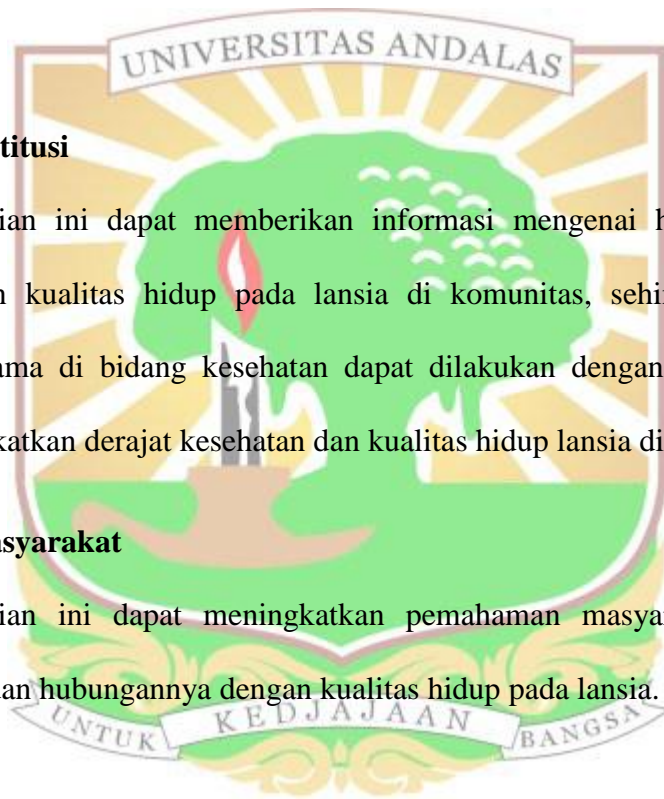 UNIVERSITAS ANDALAS
titusi
ian ini dapat memberikan informasi mengenai h
kualitas hidup pada lansia di komunitas, sehi
ama di bidang kesehatan dapat dilakukan dengan
katkan derajat kesehatan dan kualitas hidup lansia di
asyarakat
ian ini dapat meningkatkan pemahaman masya
dan hubungannya dengan kualitas hidup pada lansia.
UNTUK KEDJAJAAN BANGSA